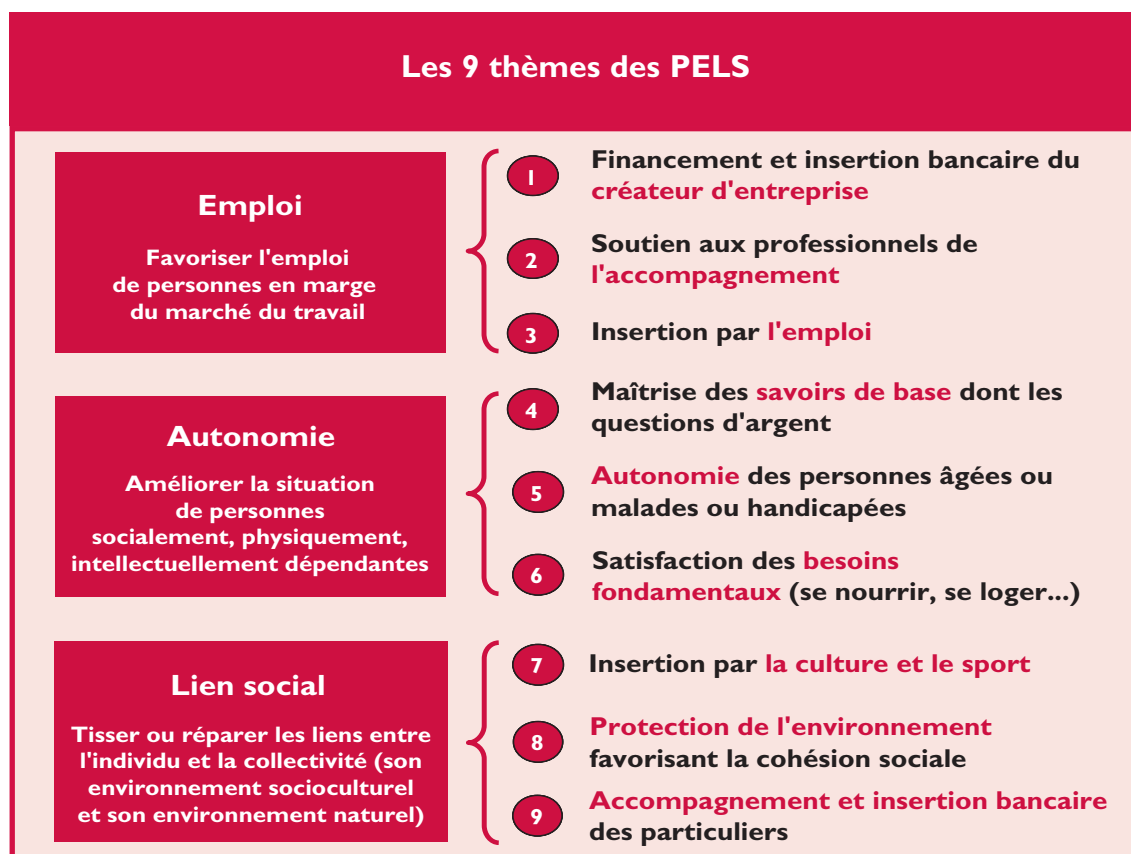 Les 9 thèmes des PELS
Emploi
Favoriser l'emploi
de personnes en marge
du marché du travail
1
Financement et insertion bancaire du
créateur d'entreprise
2
Soutien aux professionnels de
l'accompagnement
3
Insertion par l'emploi
Autonomie
Améliorer la situation
de personnes
socialement, physiquement,
intellectuellement dépendantes
4
Maîtrise des savoirs de base dont les
questions d'argent
5
Autonomie des personnes âgées ou
malades ou handicapées
6
Satisfaction des besoins
fondamentaux (se nourrir, se loger...)
Lien social
Tisser ou réparer les liens entre
l'individu et la collectivité (son
environnement socioculturel
et son environnement naturel)
7
Insertion par la culture et le sport
8
Protection de l'environnement
favorisant la cohésion sociale
9
Accompagnement et insertion bancaire
des particuliers